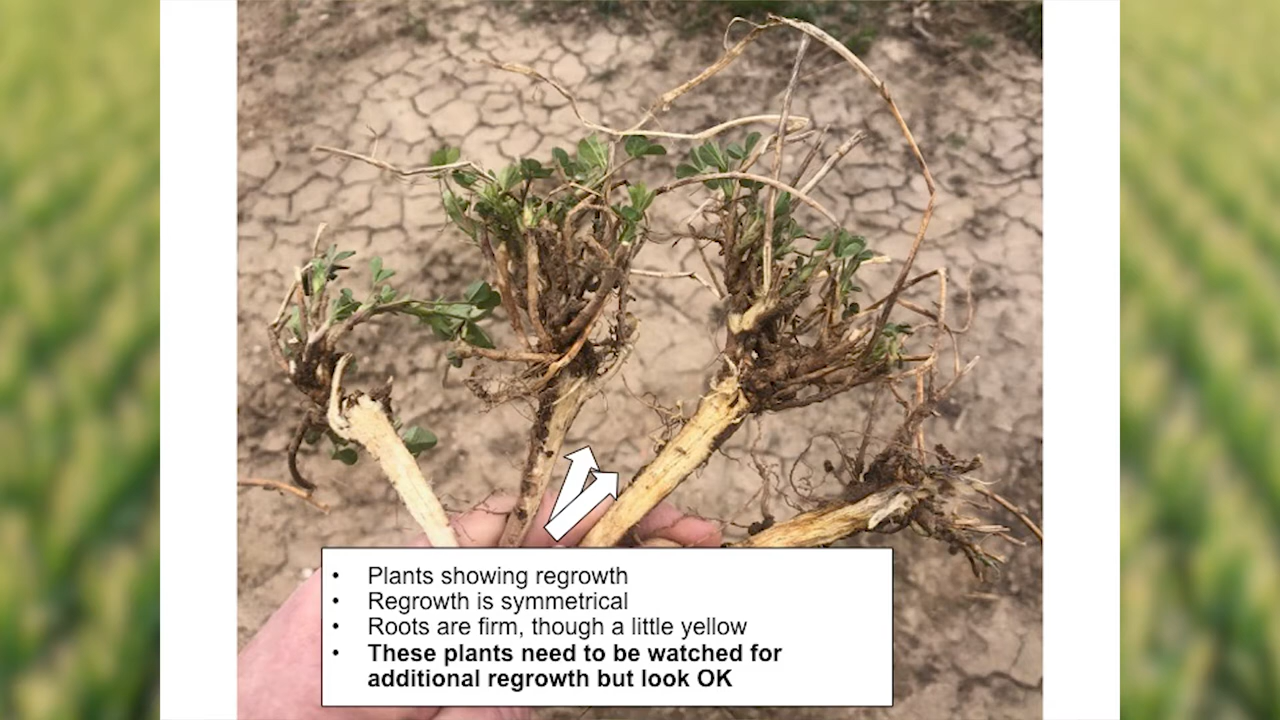 • Plants showing regrowth
• Regrowth is symmetrical
• Roots are firm, though a little yellow
• These plants need to be watched for
additional regrowth but look OK